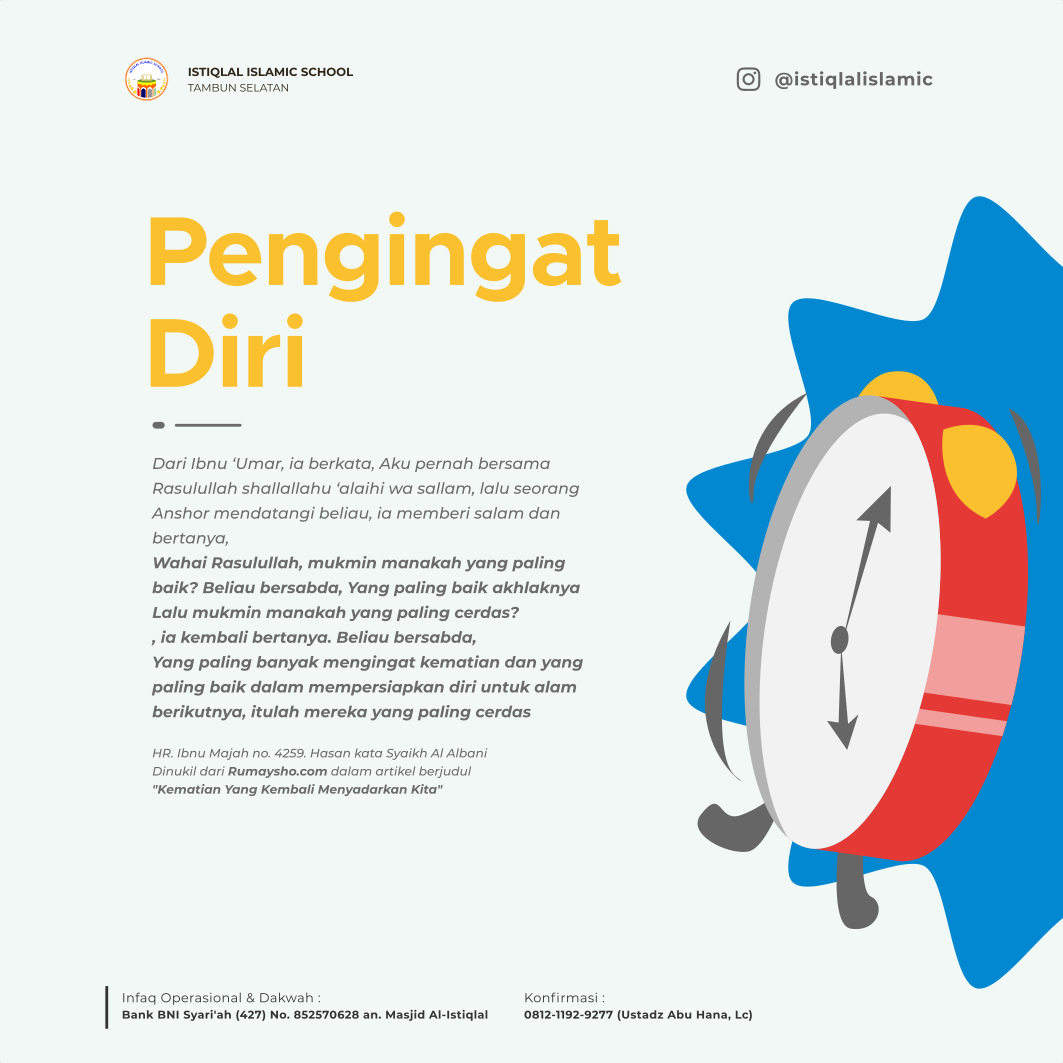 ISTIQLAL ISLAMIC SCHOOL
TAMBUN SELATAN
@istiqlalislamic
Pengingat
Diri
Dari Ibnu ‘Umar, ia berkata, Aku pernah bersama
Rasulullah shallallahu ‘alaihi wa sallam, lalu seorang
Anshor mendatangi beliau, ia memberi salam dan
bertanya,
Wahai Rasulullah, mukmin manakah yang paling
baik? Beliau bersabda, Yang paling baik akhlaknya
Lalu mukmin manakah yang paling cerdas?
, ia kembali bertanya. Beliau bersabda,
Yang paling banyak mengingat kematian dan yang
paling baik dalam mempersiapkan diri untuk alam
berikutnya, itulah mereka yang paling cerdas
HR. Ibnu Majah no. 4259. Hasan kata Syaikh Al Albani
Dinukil dari Rumaysho.com dalam artikel berjudul
"Kematian Yang Kembali Menyadarkan Kita"
Infaq Operasional & Dakwah :
Bank BNI Syari'ah (427) No. 852570628 an. Masjid Al-Istiqlal
Konfirmasi :
0812-1192-9277 (Ustadz Abu Hana, Lc)